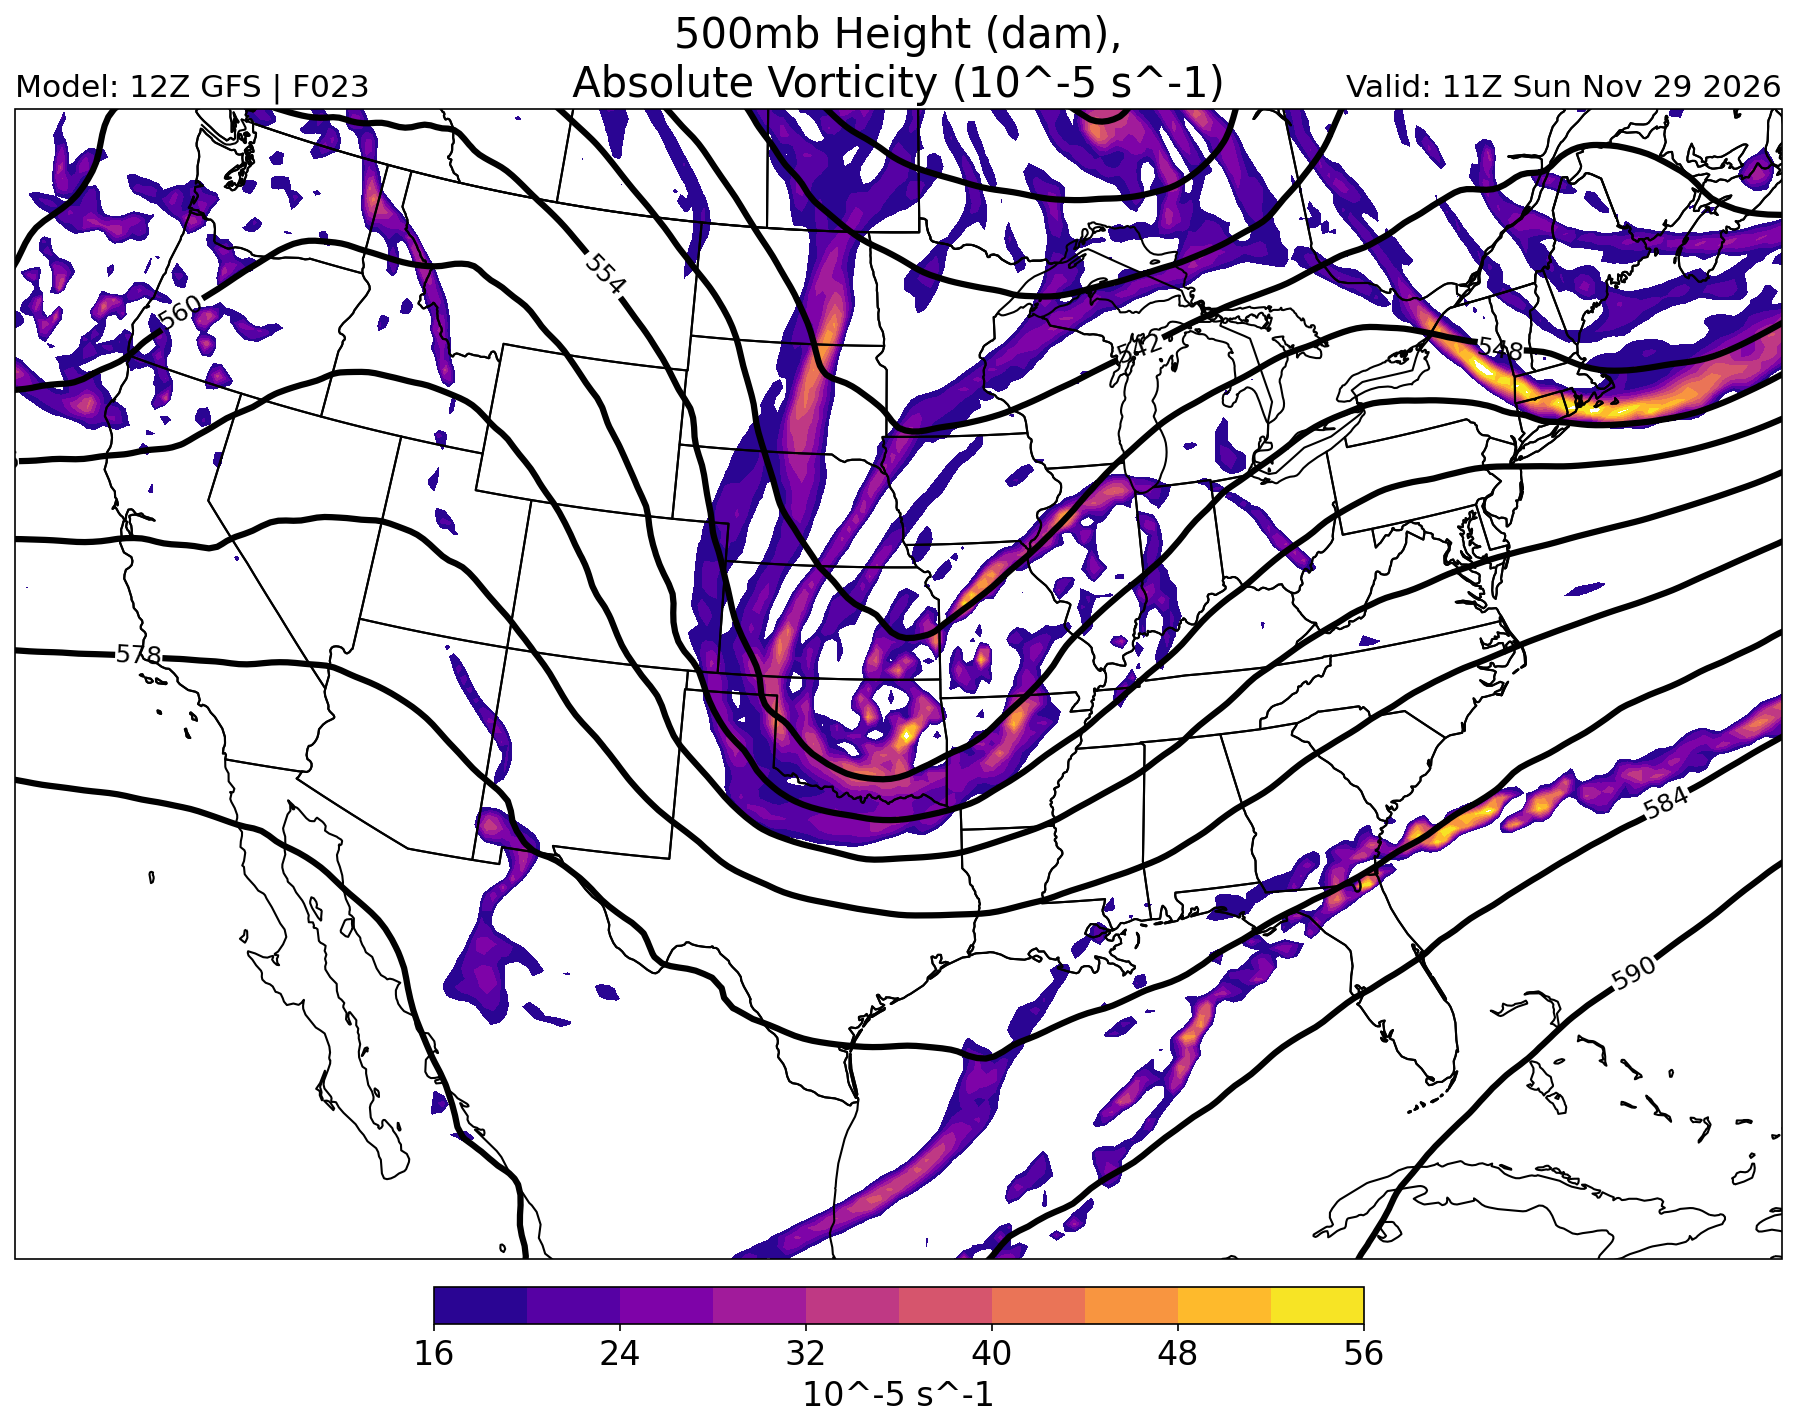 500mb Height (dam),
Absolute Vorticity (10^-5 s^-1)
Model: 12Z GFS | F023
Valid: 11Z Sun Nov 29 2026
554
560
542
548
578
584
590
16 24 32 40 48 56
10^-5 s^-1